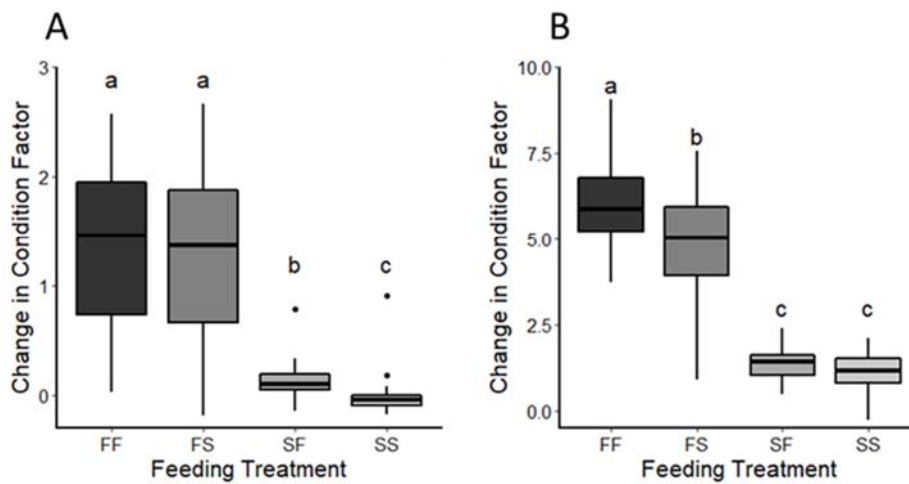 A
Change in Condition Factor
3
2
1
0
a
a
b
c
FF
FS
SF
SS
Feeding Treatment
B
Change in Condition Factor
10.0
7.5
5.0
2.5
0.0
a
b
c
c
FF
FS
SF
SS
Feeding Treatment